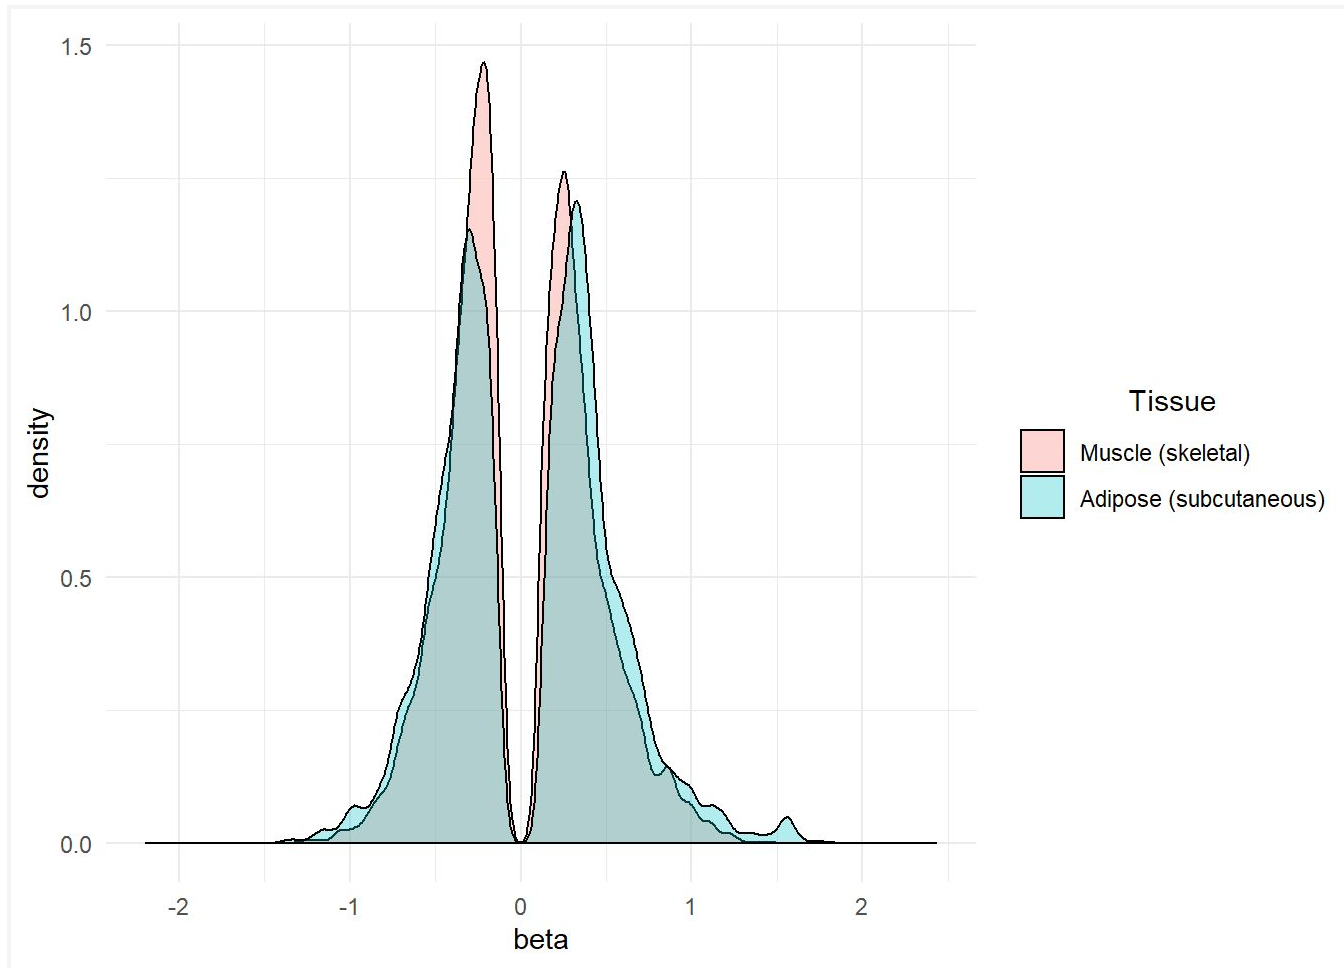 1.5
1.0
0.5
0.0
density
-2 -1 0 1 2
beta
Tissue
Muscle (skeletal)
Adipose (subcutaneous)